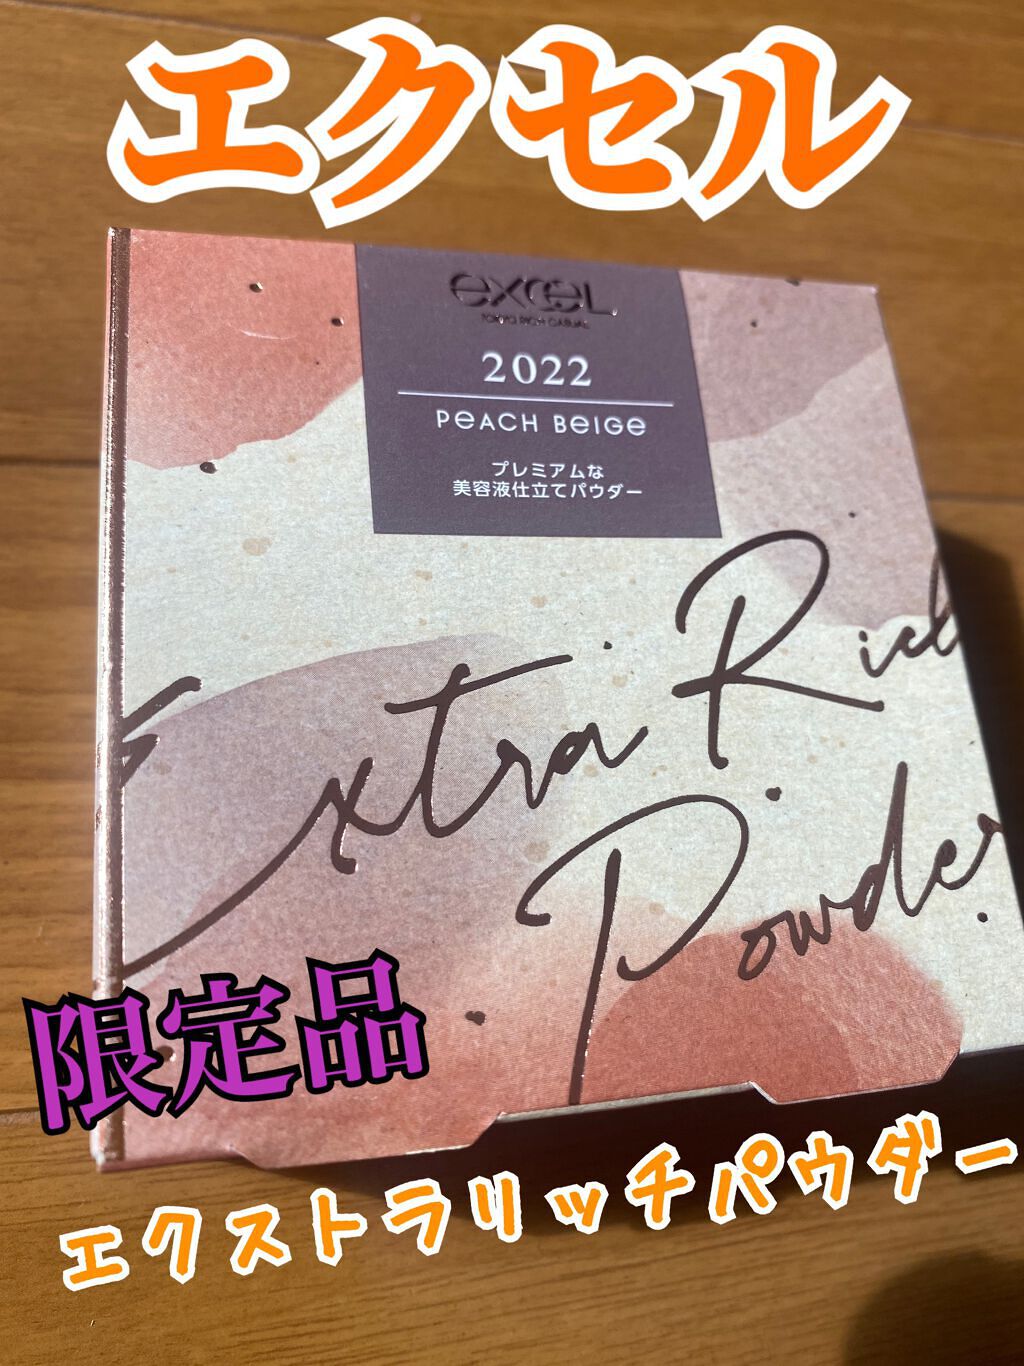 エクセル
excel
TOKYO RICH CASUAL
2022
PEACH BEIGE
プレミアムな
美容液仕立てパウダー
Extra Rich
Powder
限定品
エクストラリッチパウダー